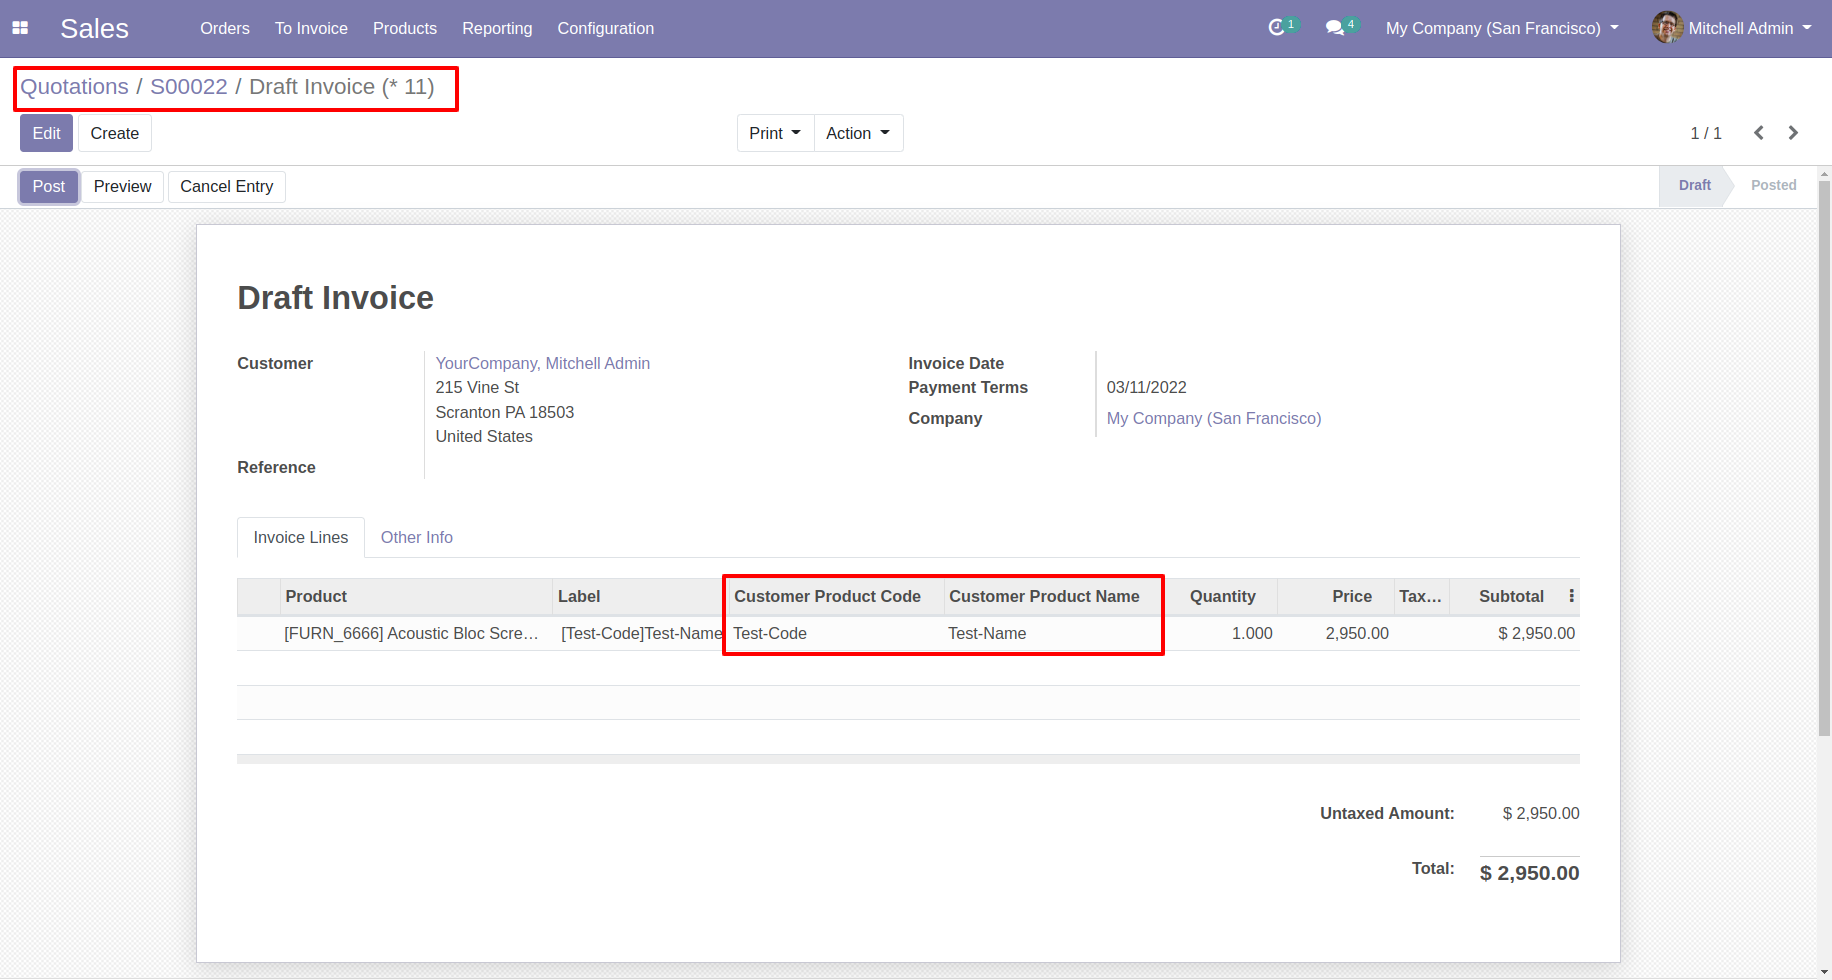 Sales Orders To Invoice Products Reporting Configuration 1 4 My Company (San Francisco) Mitchell Admin
Quotations / S00022 / Draft Invoice (* 11)
Edit Create Print Action 1 / 1
Post Preview Cancel Entry Draft Posted
Draft Invoice
Customer YourCompany, Mitchell Admin
215 Vine St
Scranton PA 18503
United States
Reference
Invoice Date
Payment Terms 03/11/2022
Company My Company (San Francisco)
Invoice Lines Other Info
Product Label Customer Product Code Customer Product Name Quantity Price Tax... Subtotal
[FURN_6666] Acoustic Bloc Scre... [Test-Code]Test-Name Test-Code Test-Name 1.000 2,950.00 $ 2,950.00
Untaxed Amount: $ 2,950.00
Total: $ 2,950.00